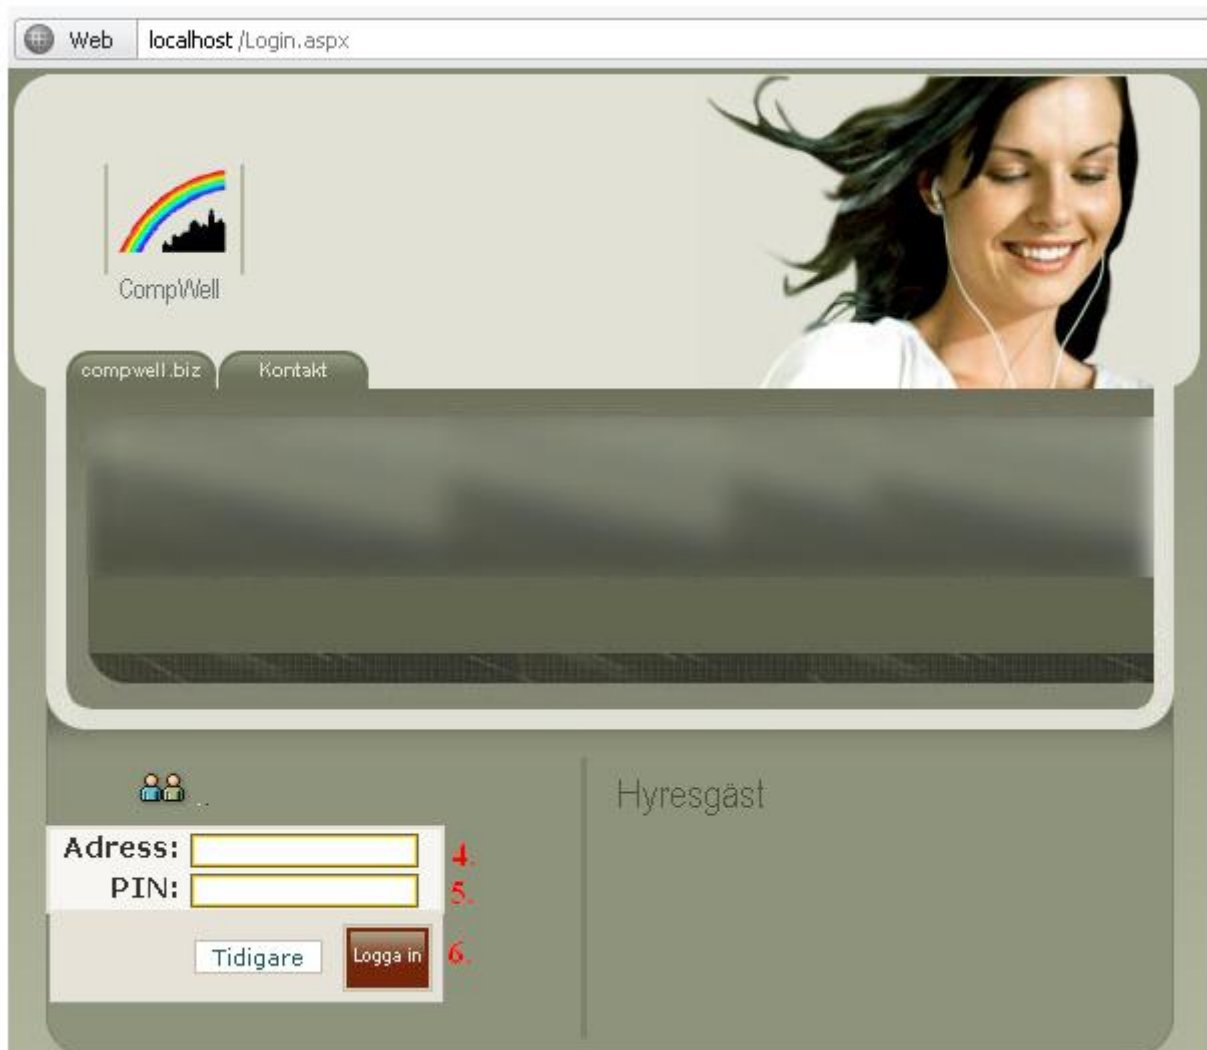 Web localhost /Login.aspx
CompWell
compwell.biz Kontakt
..
Hyresgäst
Adress: 4.
PIN: 5.
Tidigare Logga in 6.